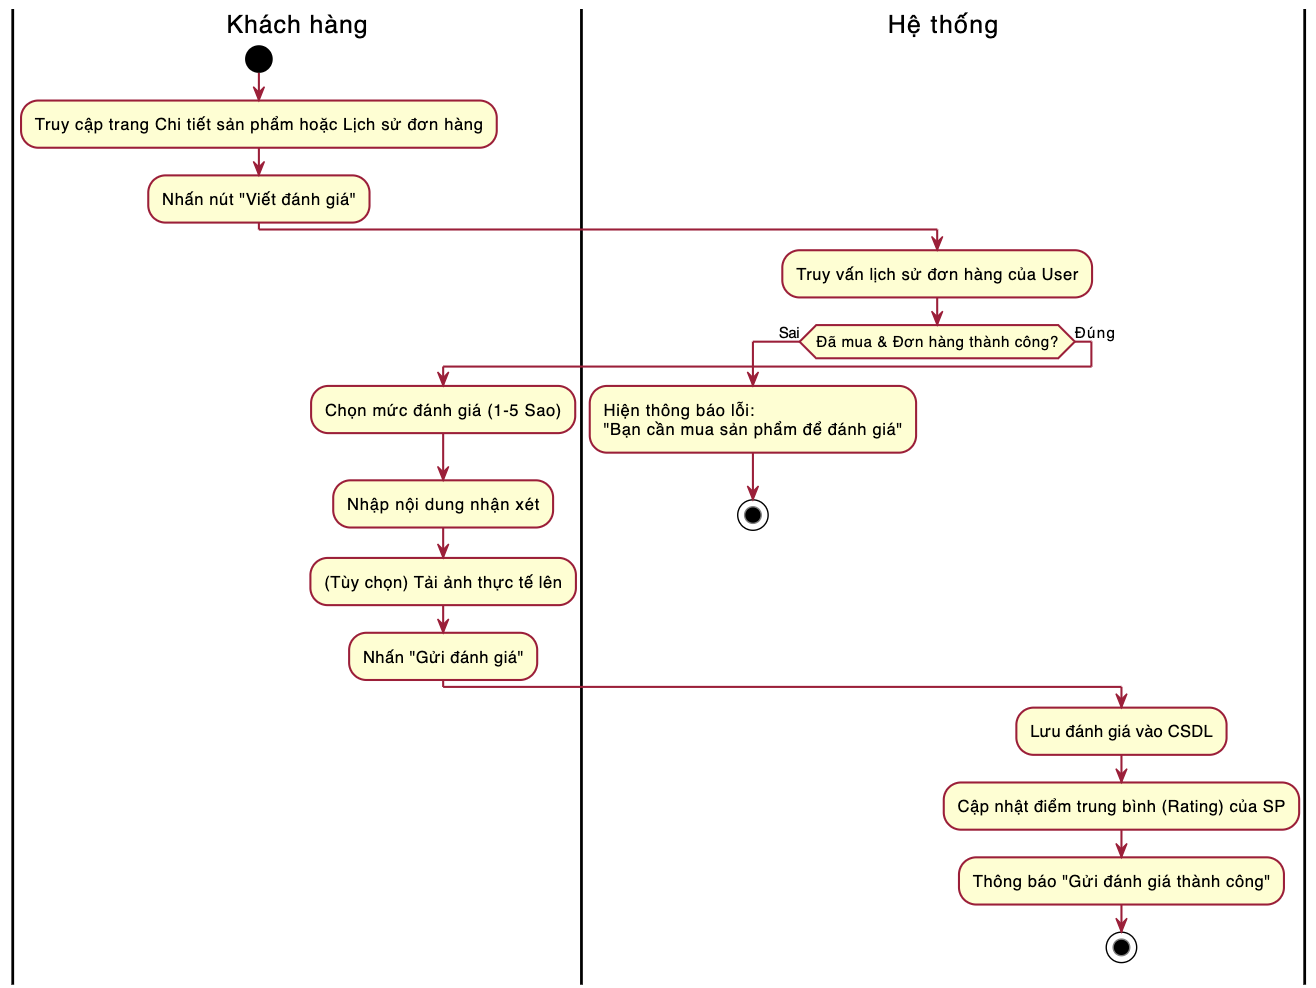 Khách hàng
Hệ thống
Truy cập trang Chi tiết sản phẩm hoặc Lịch sử đơn hàng
Nhấn nút "Viết đánh giá"
Truy vấn lịch sử đơn hàng của User
Sai
Đã mua & Đơn hàng thành công?
Đúng
Chọn mức đánh giá (1-5 Sao)
Hiện thông báo lỗi:
"Bạn cần mua sản phẩm để đánh giá"
Nhập nội dung nhận xét
(Tùy chọn) Tải ảnh thực tế lên
Nhấn "Gửi đánh giá"
Lưu đánh giá vào CSDL
Cập nhật điểm trung bình (Rating) của SP
Thông báo "Gửi đánh giá thành công"